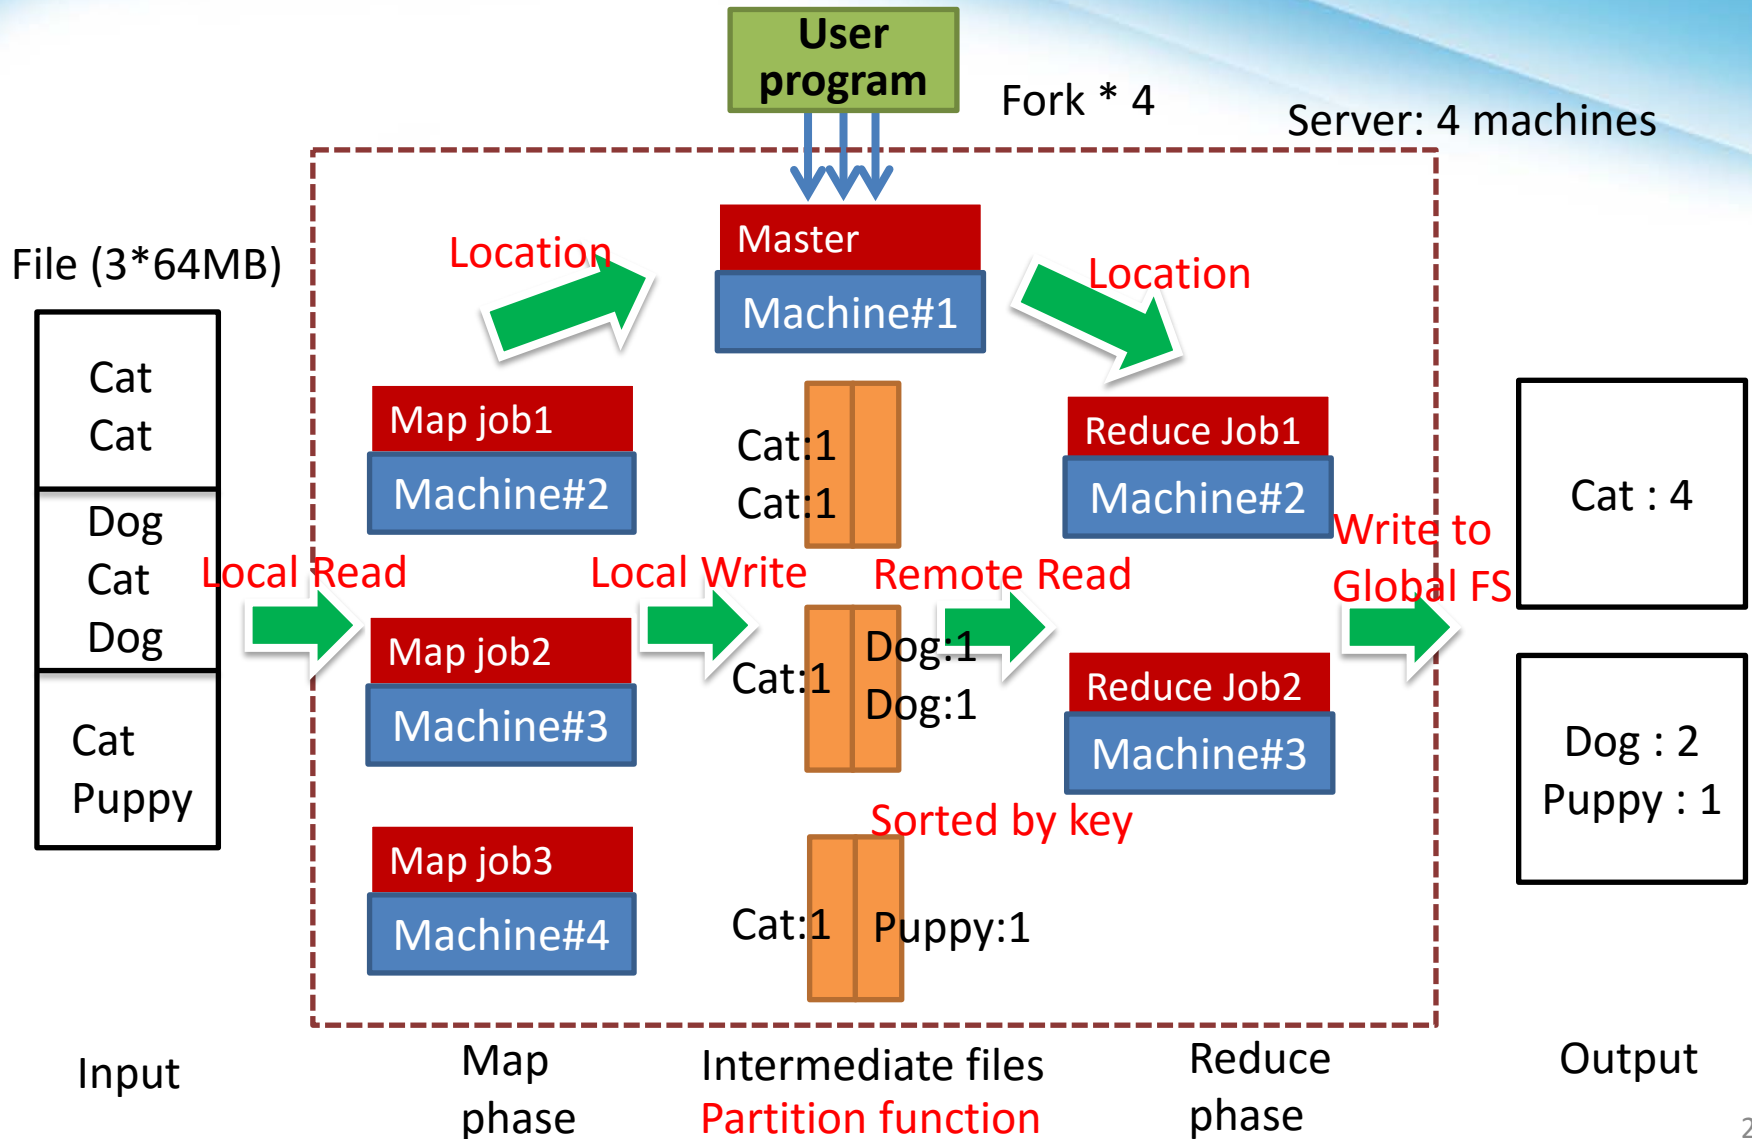 User
program
Fork * 4
Server: 4 machines
File (3*64MB)
Location
Master
Machine#1
Location
Cat
Cat
Dog
Cat
Dog
Cat
Puppy
Local Read
Map job1
Machine#2
Map job2
Machine#3
Map job3
Machine#4
Local Write
Cat:1
Cat:1
Cat:1
Dog:1
Dog:1
Cat:1
Puppy:1
Remote Read
Sorted by key
Reduce Job1
Machine#2
Reduce Job2
Machine#3
Write to
Global FS
Cat : 4
Dog : 2
Puppy : 1
Input
Map
phase
Intermediate files
Partition function
Reduce
phase
Output